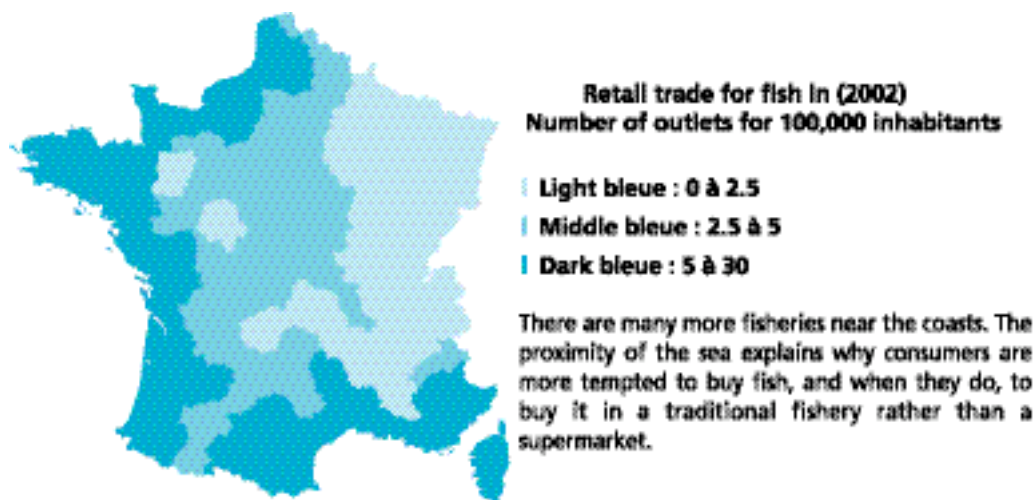 Retail trade for fish in (2002)
Number of outlets for 100,000 inhabitants
Light bleue : 0 à 2.5
Middle bleue : 2.5 à 5
Dark bleue : 5 à 30
There are many more fisheries near the coasts. The
proximity of the sea explains why consumers are
more tempted to buy fish, and when they do, to
buy it in a traditional fishery rather than a
supermarket.